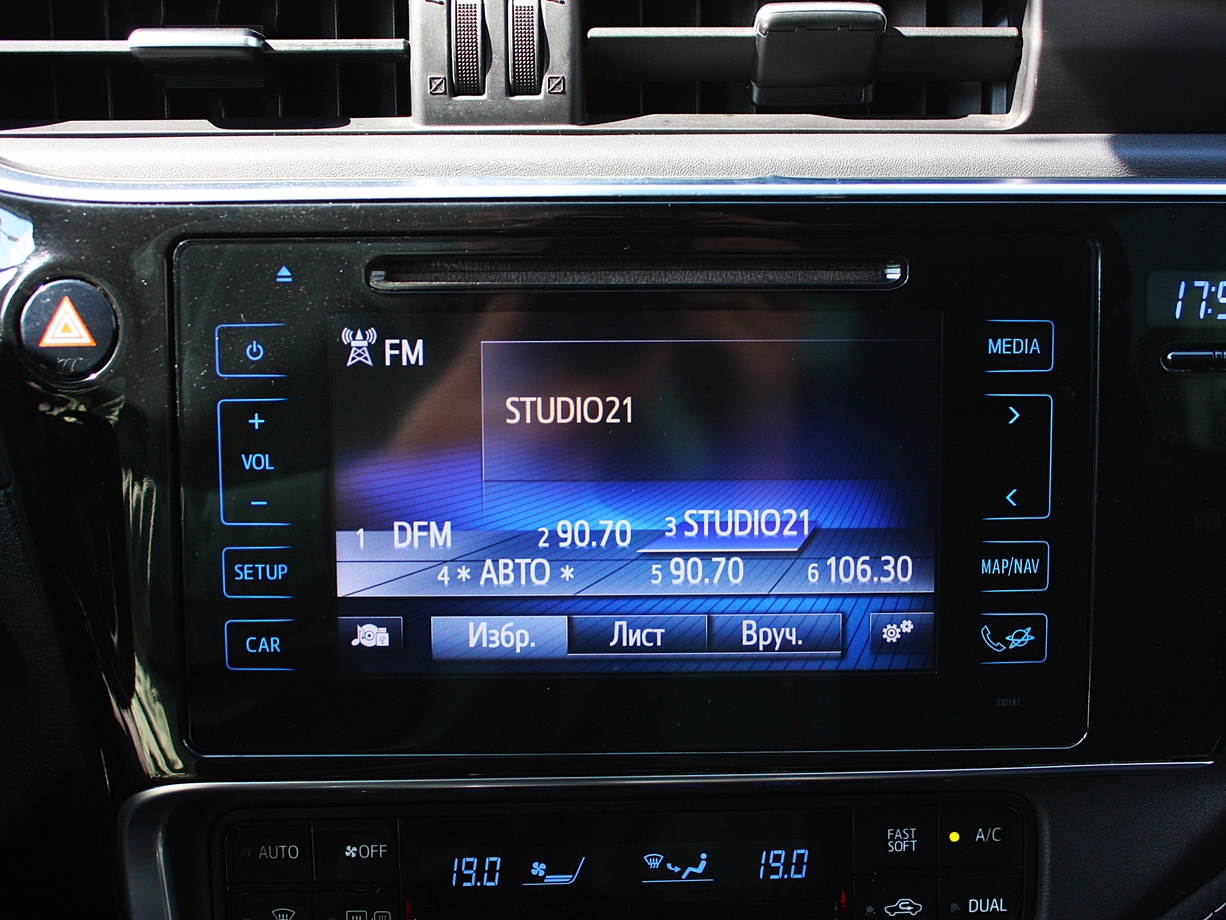 FM
MEDIA
STUDIO21
+
VOL
−
SETUP
CAR
1 DFM 2 90.70 3 STUDIO21
4 * АВТО * 5 90.70 6 106.30
Избр. Лист Вруч.
>
<
MAP/NAV
510187
AUTO OFF 19.0 19.0 FAST
SOFT A/C
DUAL